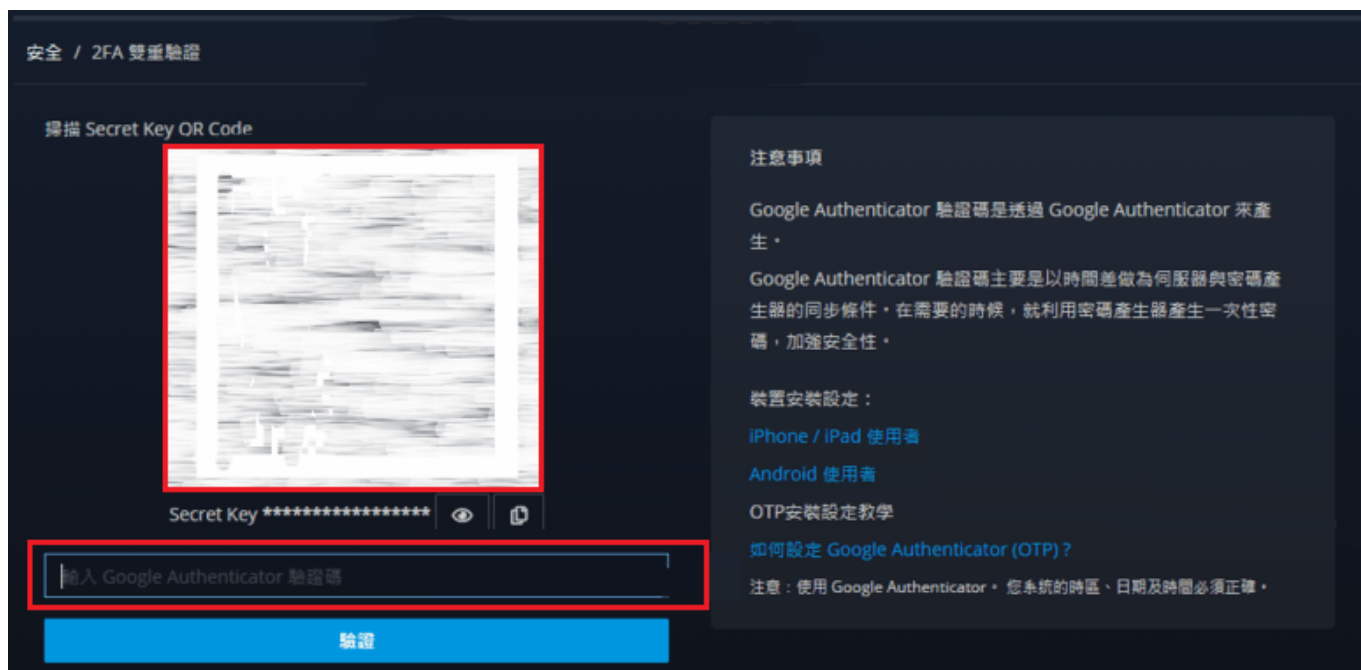 安全 / 2FA 雙重驗證
掃描 Secret Key QR Code
Secret Key *****************
輸入 Google Authenticator 驗證碼
驗證
注意事項
Google Authenticator 驗證碼是透過 Google Authenticator 來產
生。
Google Authenticator 驗證碼主要是以時間差做為伺服器與密碼產
生器的同步條件。在需要的時候，就利用密碼產生器產生一次性密
碼，加強安全性。
裝置安裝設定：
iPhone / iPad 使用者
Android 使用者
OTP安裝設定教學
如何設定 Google Authenticator (OTP)？
注意：使用 Google Authenticator。 您系統的時區、日期及時間必須正確。